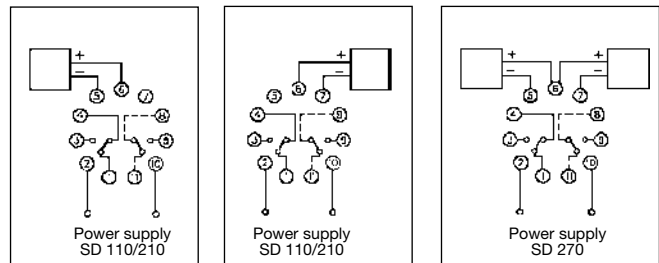 + + + +
− − − −
5 6 7 5 6 7 5 6 7
4 8 4 8 4 8
3 9 3 9 3 9
2 10 2 10 2 10
1 11 1 11
Power supply Power supply Power supply
SD 110/210 SD 110/210 SD 270